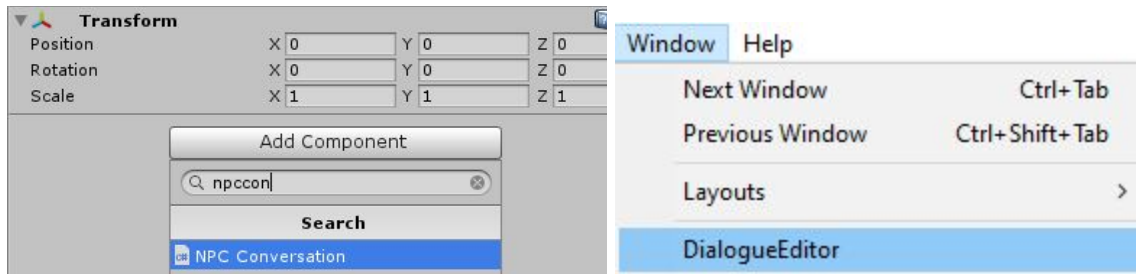 Transform
Position X 0 Y 0 Z 0
Rotation X 0 Y 0 Z 0
Scale X 1 Y 1 Z 1
Add Component
npccon
Search
NPC Conversation
Window Help
Next Window Ctrl+Tab
Previous Window Ctrl+Shift+Tab
Layouts >
DialogueEditor